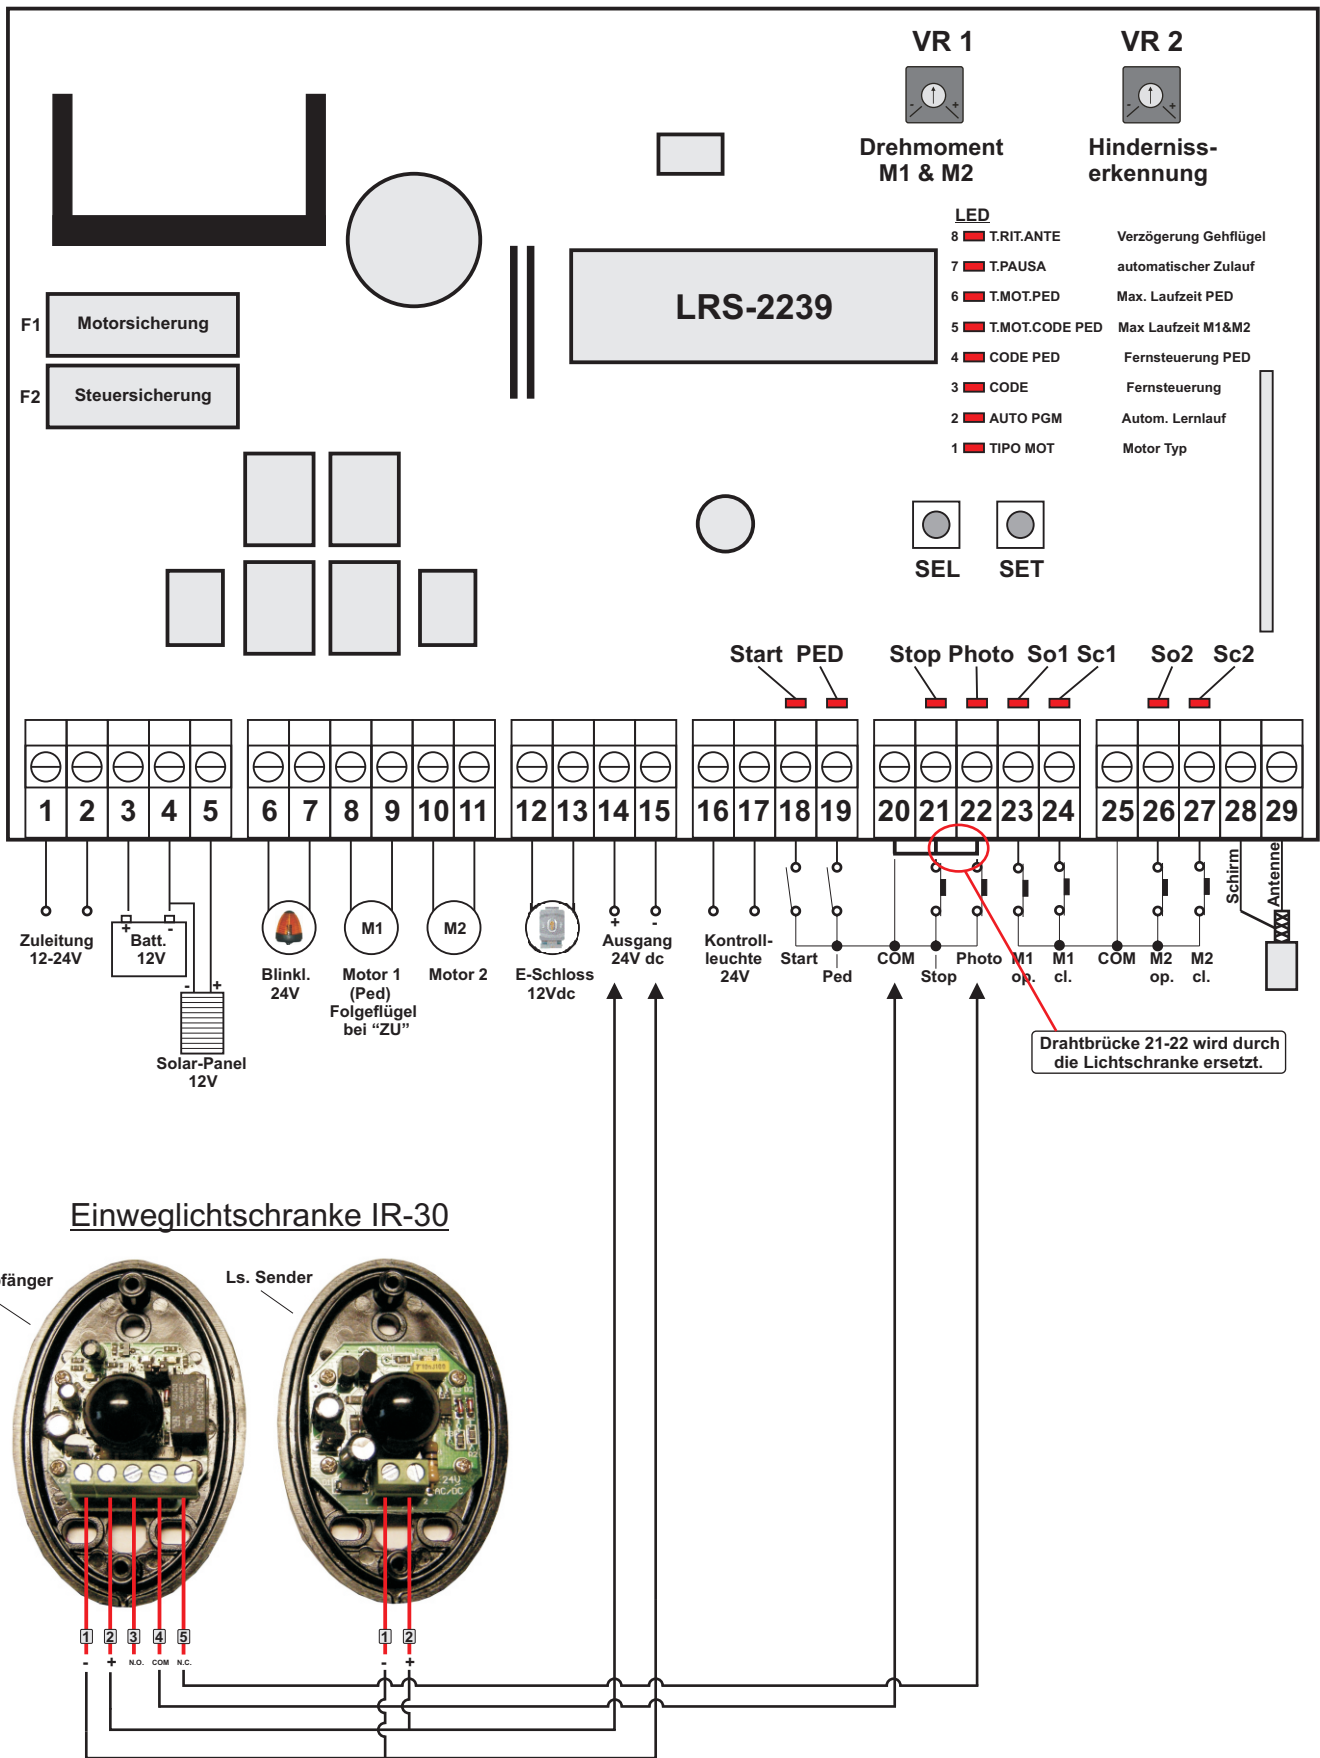 VR 1
VR 2
Drehmoment
M1 & M2
Hinderniss-
erkennung
LED
8 T.RIT.ANTE Verzögerung Gehflügel
7 T.PAUSA automatischer Zulauf
6 T.MOT.PED Max. Laufzeit PED
5 T.MOT.CODE PED Max Laufzeit M1&M2
4 CODE PED Fernsteuerung PED
3 CODE Fernsteuerung
2 AUTO PGM Autom. Lernlauf
1 TIPO MOT Motor Typ
LRS-2239
F1 Motorsicherung
F2 Steuersicherung
SEL SET
Start PED Stop Photo So1 Sc1 So2 Sc2
1 2 3 4 5 6 7 8 9 10 11 12 13 14 15 16 17 18 19 20 21 22 23 24 25 26 27 28 29
Schirm
Antenne
Zuleitung
12-24V
+ -
Batt.
12V
- +
Solar-Panel
12V
Blinkl.
24V
M1
Motor 1
(Ped)
Folgeflügel
bei “ZU”
M2
Motor 2
E-Schloss
12Vdc
+ -
Ausgang
24V dc
Kontroll-
leuchte
24V
Start
Ped
COM
Stop
Photo
M1
op.
M1
cl.
COM
M2
op.
M2
cl.
Drahtbrücke 21-22 wird durch
die Lichtschranke ersetzt.
Einweglichtschranke IR-30
fänger
Ls. Sender
power
24V
AC/DC
1 2 3 4 5
- + N.O. COM N.C.
1 2
- +